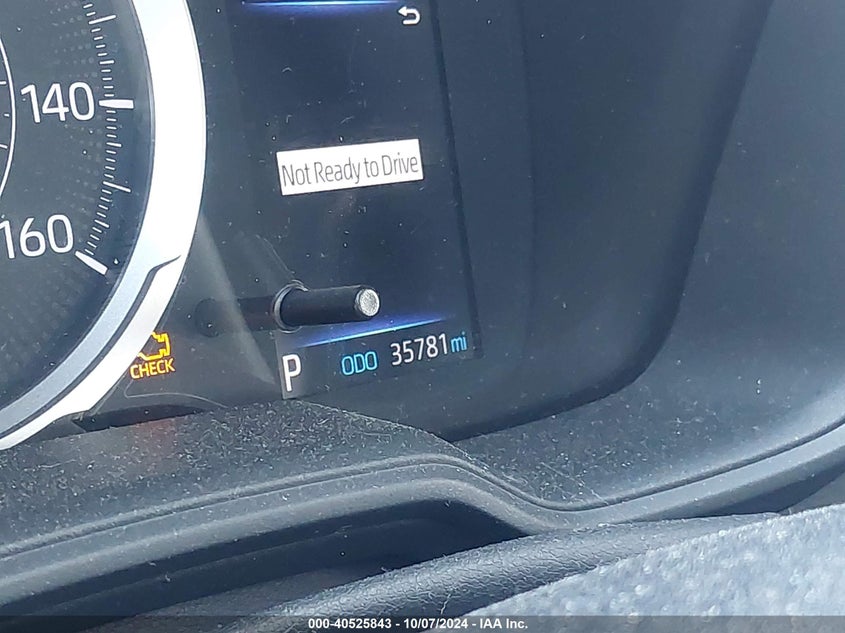 140
160
Not Ready to Drive
CHECK
P
ODO 35781 mi
000-40525843 - 10/07/2024 - IAA Inc.